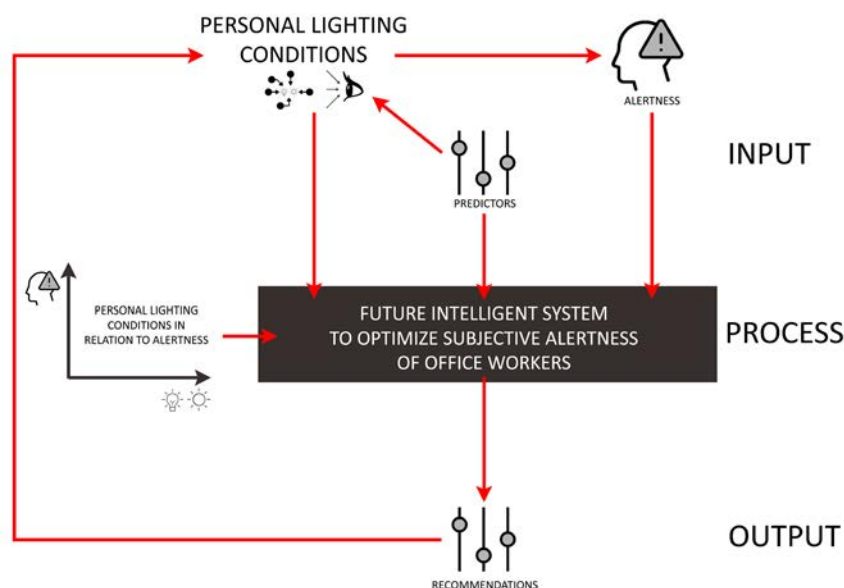 PERSONAL LIGHTING
CONDITIONS
ALERTNESS
INPUT
PREDICTORS
PERSONAL LIGHTING
CONDITIONS IN
RELATION TO ALERTNESS
FUTURE INTELLIGENT SYSTEM
TO OPTIMIZE SUBJECTIVE ALERTNESS
OF OFFICE WORKERS
PROCESS
OUTPUT
RECOMMENDATIONS